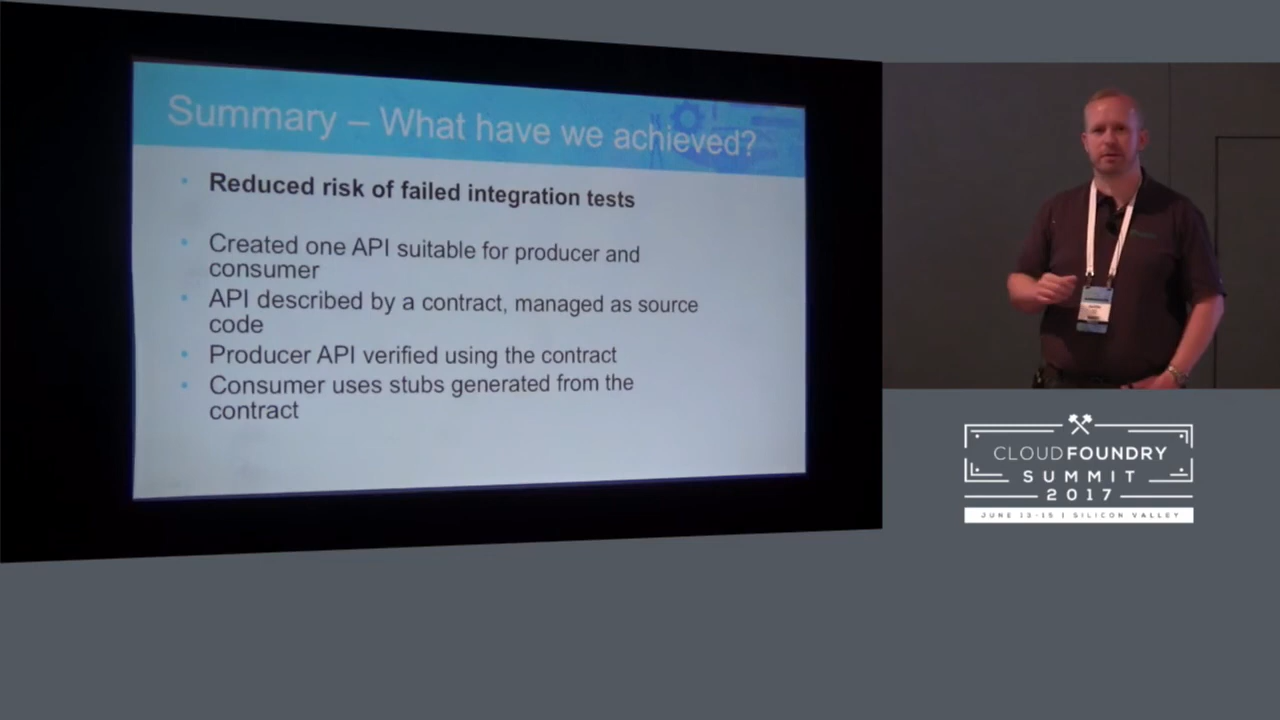 Summary – What have we achieved?
• Reduced risk of failed integration tests
• Created one API suitable for producer and
consumer
• API described by a contract, managed as source
code
• Producer API verified using the contract
• Consumer uses stubs generated from the
contract
CLOUDFOUNDRY
SUMMIT
2017
JUNE 13-15 | SILICON VALLEY